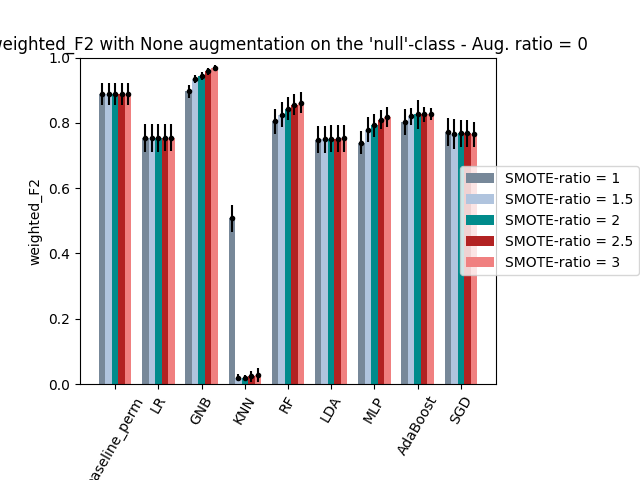 weighted_F2 with None augmentation on the 'null'-class - Aug. ratio = 0
1.0
0.8
0.6
0.4
0.2
0.0
weighted_F2
SMOTE-ratio = 1
SMOTE-ratio = 1.5
SMOTE-ratio = 2
SMOTE-ratio = 2.5
SMOTE-ratio = 3
baseline_perm
LR
GNB
KNN
RF
LDA
MLP
AdaBoost
SGD